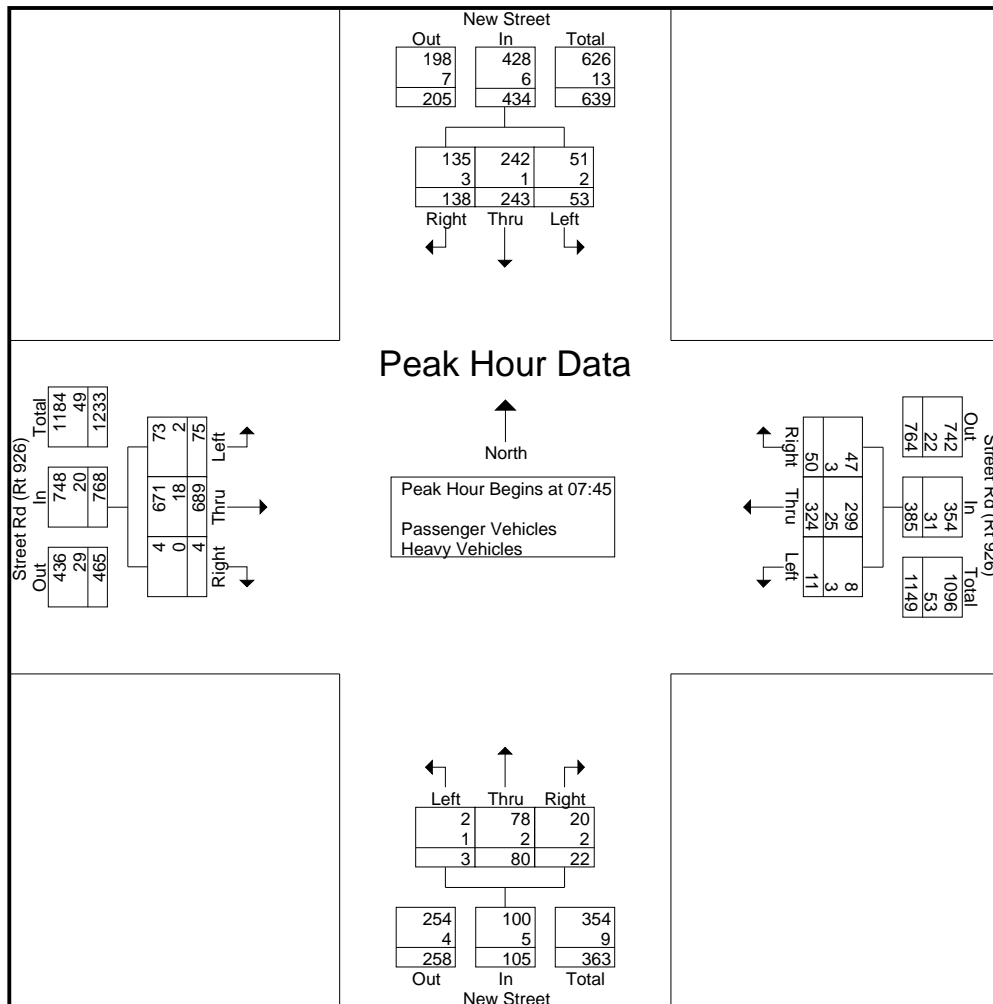 New Street
Out In Total
198 428 626
7 6 13
205 434 639
135 242 51
3 1 2
138 243 53
Right Thru Left
Peak Hour Data
North
Peak Hour Begins at 07:45
Passenger Vehicles
Heavy Vehicles
Street Rd (Rt 926)
Out In Total
436 748 1184
29 20 49
465 768 1233
73 671 4
2 18 0
75 689 4
Left Thru Right
Street Rd (Rt 926)
Out In Total
742 354 1096
22 31 53
764 385 1149
47 299 8
3 25 3
50 324 11
Right Thru Left
Left Thru Right
2 78 20
1 2 2
3 80 22
254 100 354
4 5 9
258 105 363
Out In Total
New Street